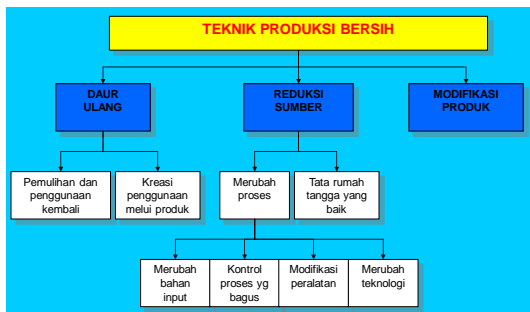 TEKNIK PRODUKSI BERSIH
DAUR
ULANG
REDUKSI
SUMBER
MODIFIKASI
PRODUK
Pemulihan dan
penggunaan
kembali
Kreasi
penggunaan
melui produk
Merubah
proses
Tata rumah
tangga yang
baik
Merubah
bahan
input
Kontrol
proses yg
bagus
Modifikasi
peralatan
Merubah
teknologi